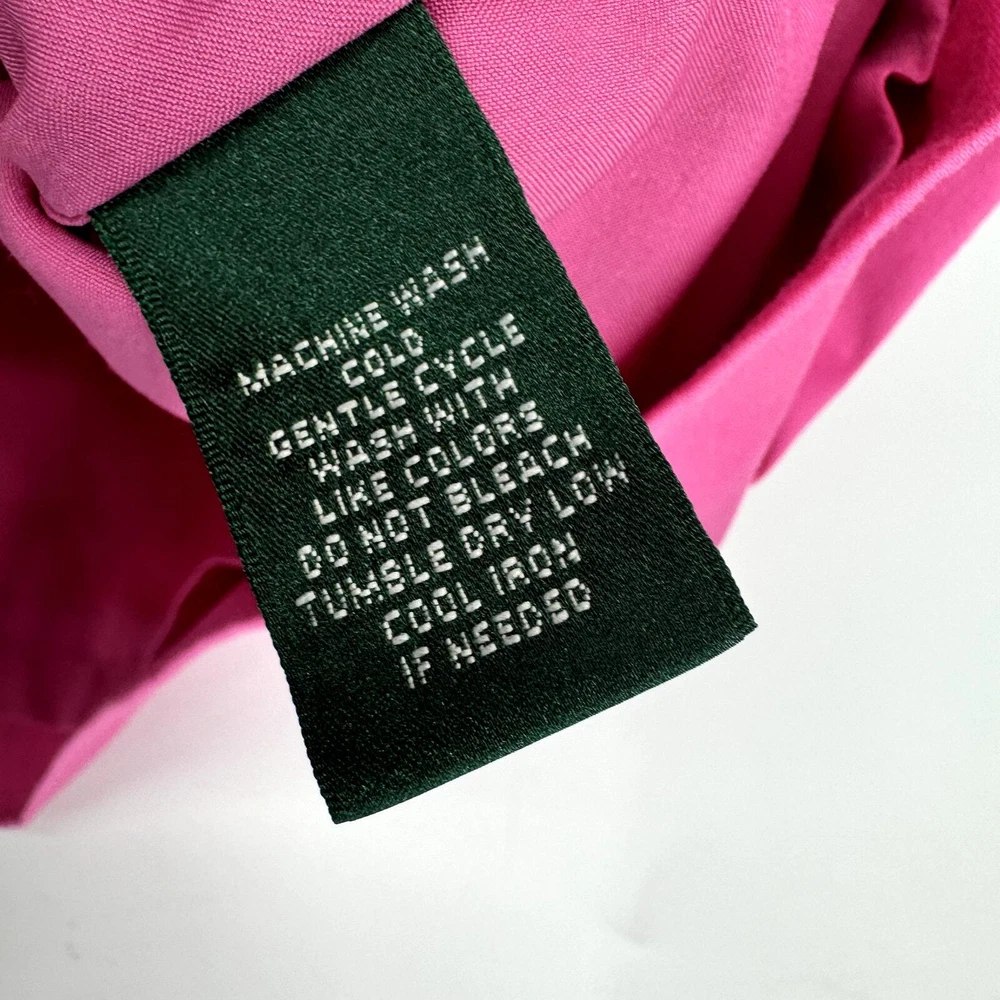 MACHINE WASH
COLD
GENTLE CYCLE
WASH WITH
LIKE COLORS
DO NOT BLEACH
TUMBLE DRY LOW
COOL IRON
IF NEEDED